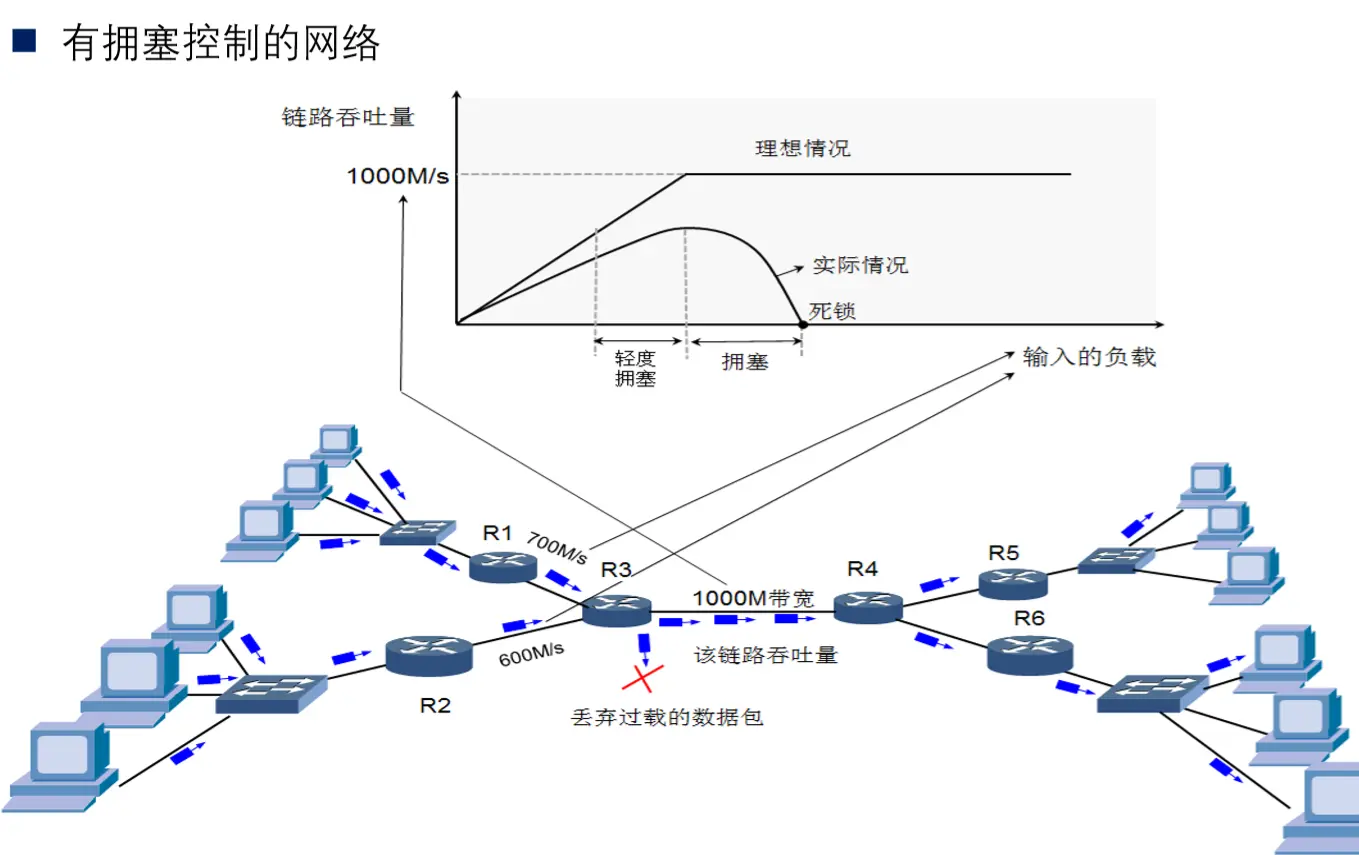 有拥塞控制的网络
链路吞吐量
理想情况
1000M/s
实际情况
死锁
轻度
拥塞
拥塞
输入的负载
R1
700M/s
R3
R4
R5
1000M带宽
R6
600M/s
该链路吞吐量
R2
丢弃过载的数据包